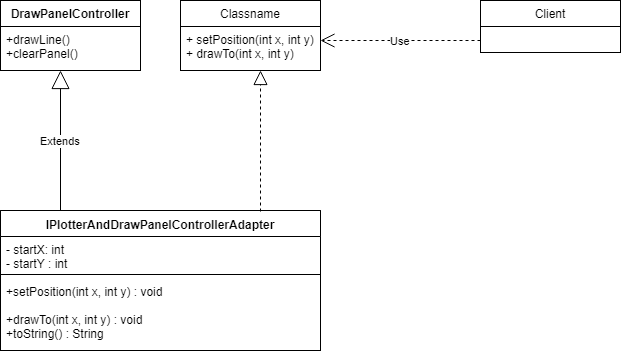 DrawPanelController
+drawLine()
+clearPanel()
Classname
+ setPosition(int x, int y)
+ drawTo(int x, int y)
Client
Use
Extends
IPlotterAndDrawPanelControllerAdapter
- startX: int
- startY : int
+setPosition(int x, int y) : void
+drawTo(int x, int y) : void
+toString() : String